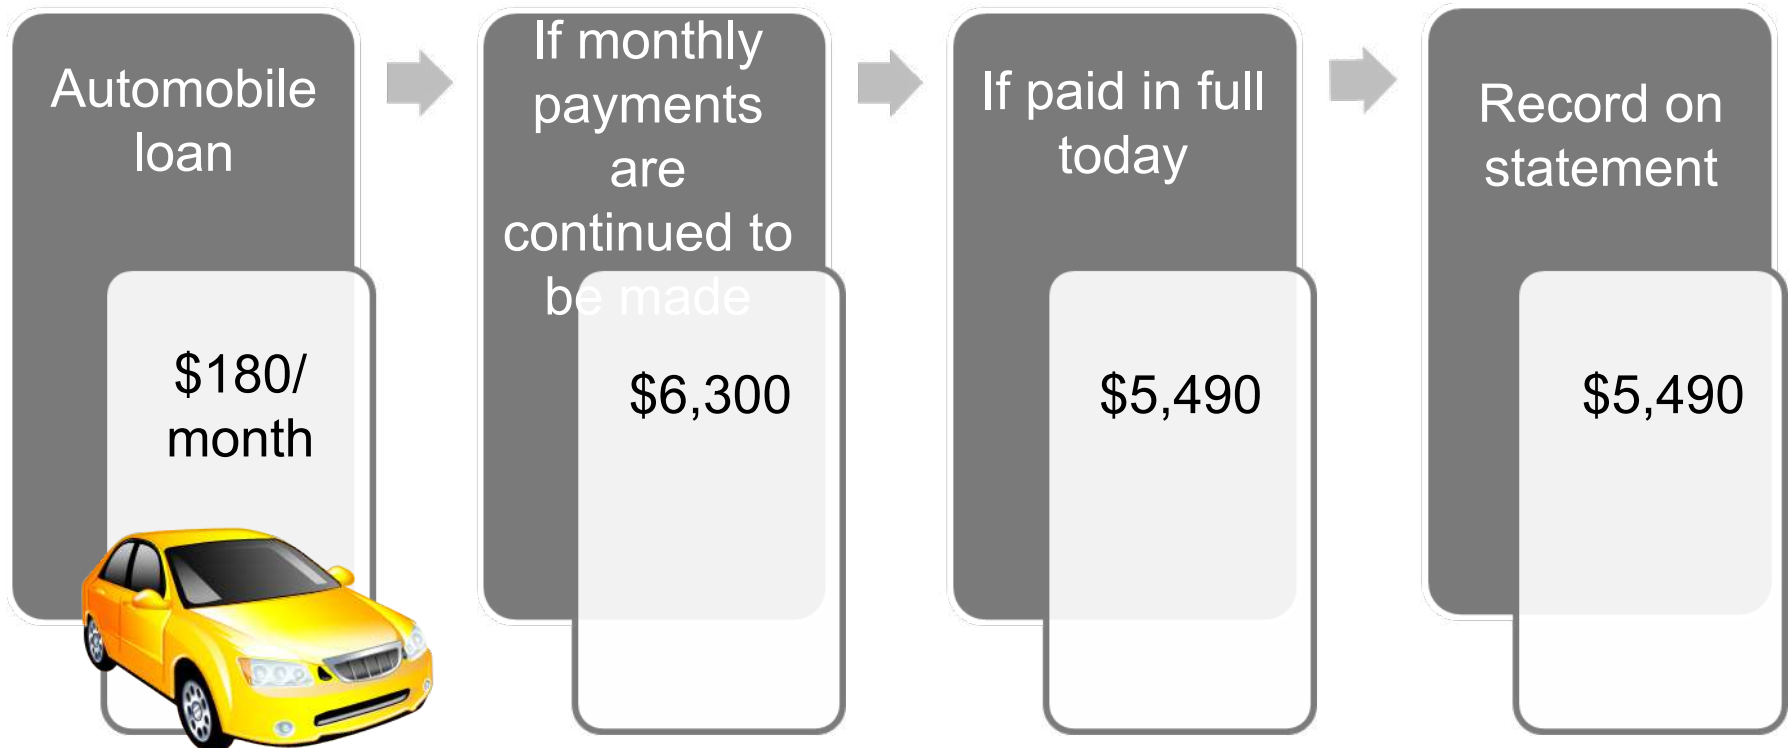 Automobile
loan
$180/
month
If monthly
payments
are
continued to
be made
$6,300
If paid in full
today
$5,490
Record on
statement
$5,490